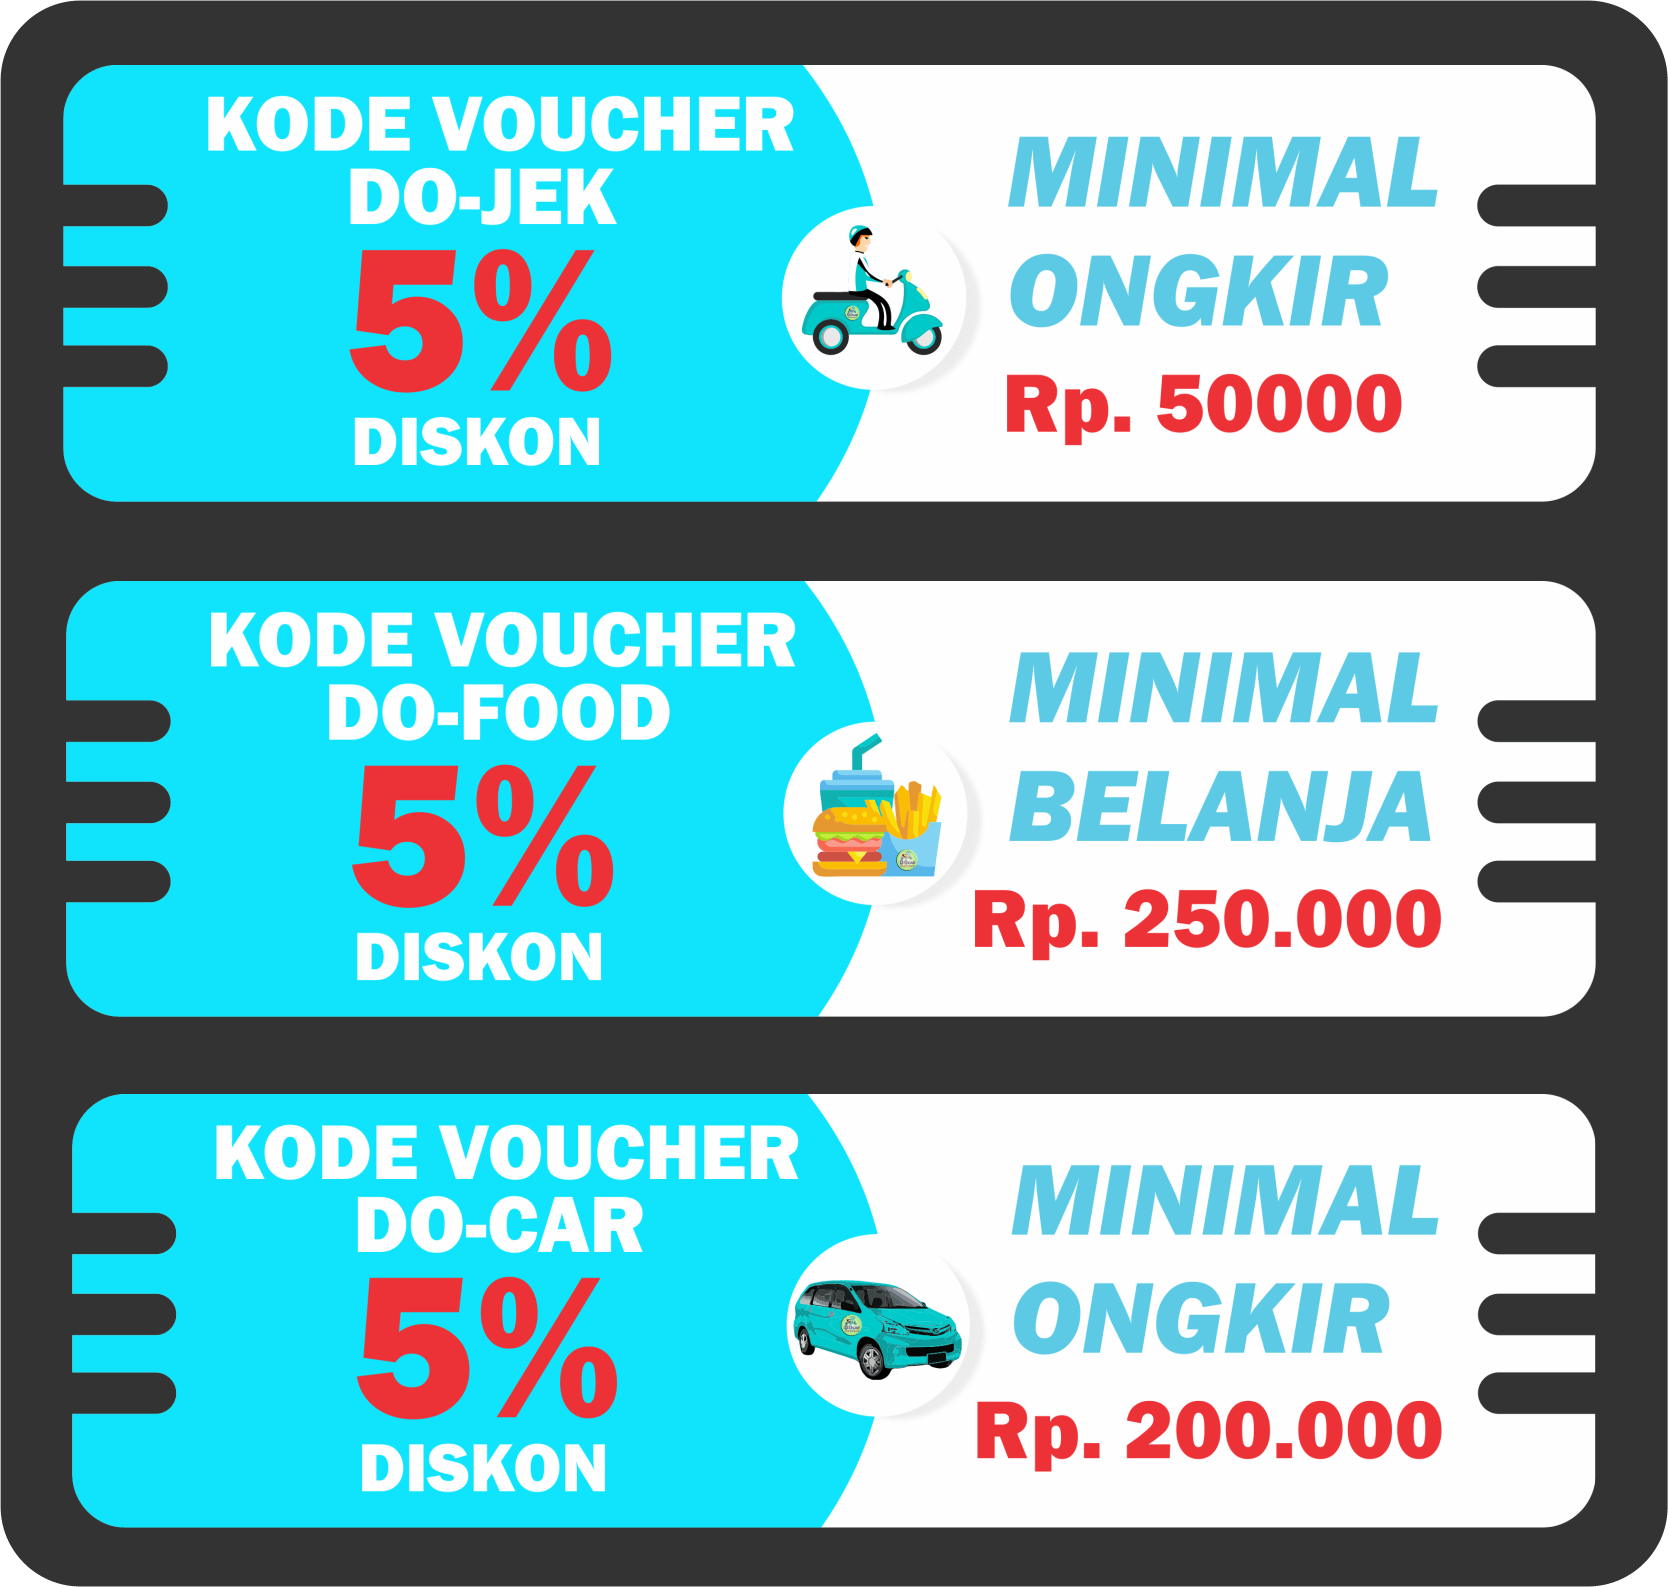 KODE VOUCHER
DO-JEK
5%
DISKON
MINIMAL
ONGKIR
Rp. 50000
KODE VOUCHER
DO-FOOD
5%
DISKON
MINIMAL
BELANJA
Rp. 250.000
KODE VOUCHER
DO-CAR
5%
DISKON
MINIMAL
ONGKIR
Rp. 200.000